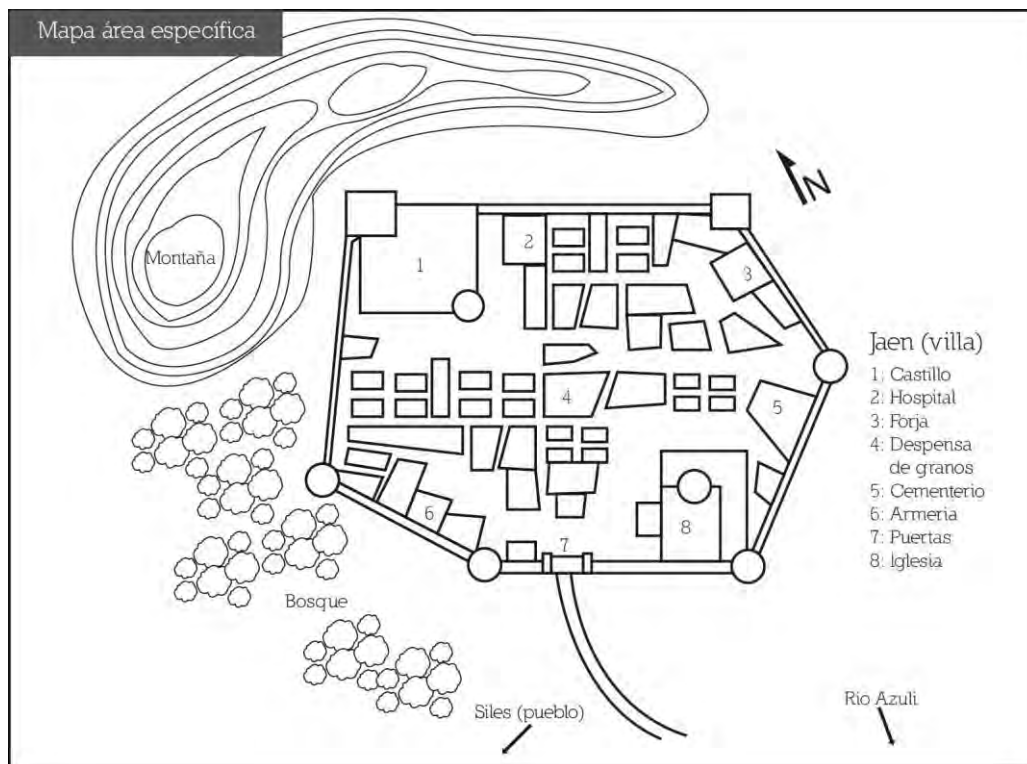 Mapa área específica
N
Montaña
1
2
3
4
5
6
7
8
Jaen (villa)
1; Castillo
2: Hospital
3: Forja
4: Despensa
de granos
5: Cementerio
6: Armeria
7: Puertas
8: Iglesia
Bosque
Siles (pueblo)
Rio Azuli